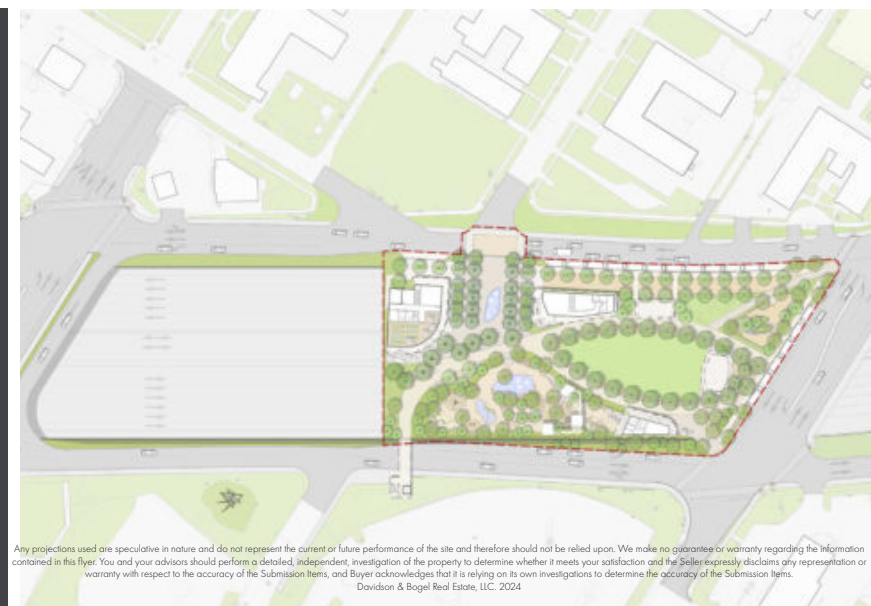 Any projections used are speculative in nature and do not represent the current or future performance of the site and therefore should not be relied upon. We make no guarantee or warranty regarding the information
contained in this flyer. You and your advisors should perform a detailed, independent, investigation of the property to determine whether it meets your satisfaction and the Seller expressly disclaims any representation or
warranty with respect to the accuracy of the Submission Items, and Buyer acknowledges that it is relying on its own investigations to determine the accuracy of the Submission Items.
Davidson & Bogel Real Estate, LLC. 2024